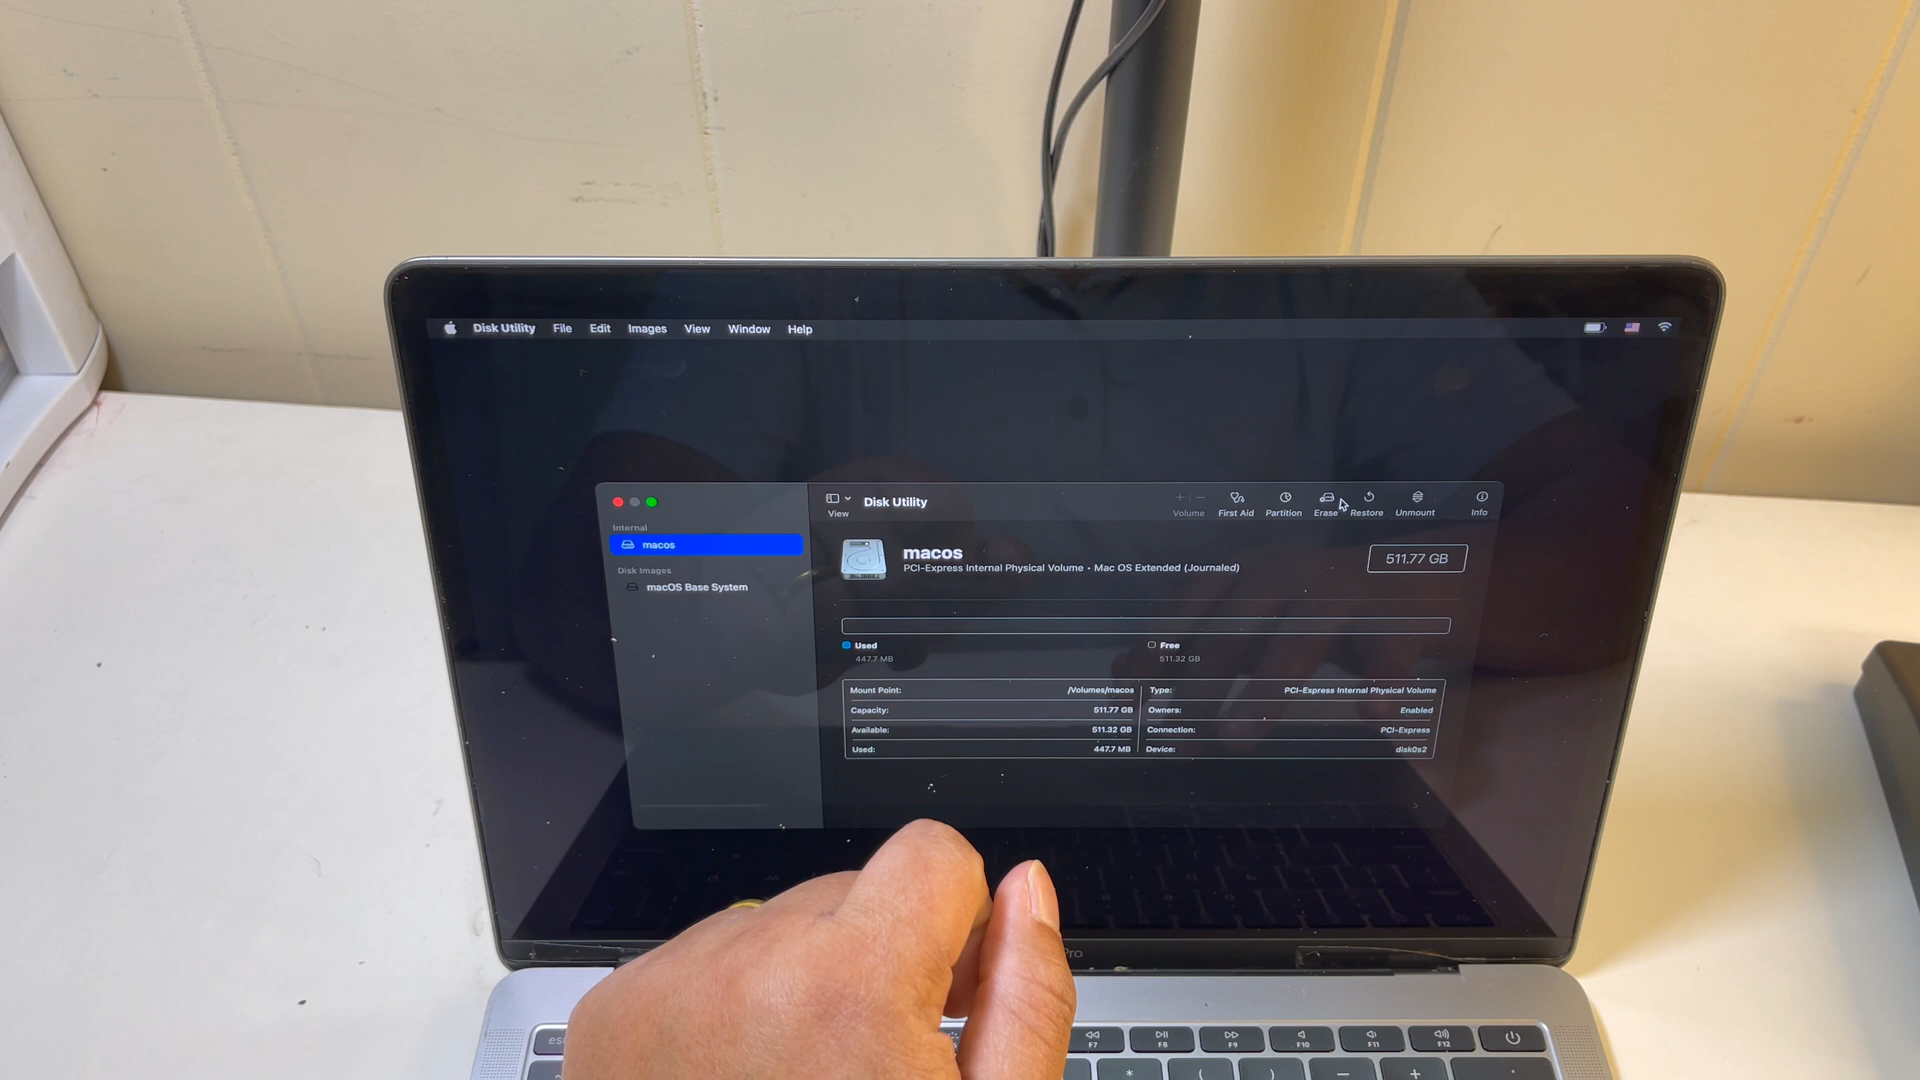 Disk Utility File Edit Images View Window Help
View Disk Utility Volume First Aid Partition Erase Restore Unmount Info
Internal
macos
Disk Images
macOS Base System
macos
PCI-Express Internal Physical Volume • Mac OS Extended (Journaled)
511.77 GB
Used
447.7 MB
Free
511.32 GB
Mount Point: /Volumes/macos Type: PCI-Express Internal Physical Volume
Capacity: 511.77 GB Owners: Enabled
Available: 511.32 GB Connection: PCI-Express
Used: 447.7 MB Device: disk0s2
Pro
esc F7 F8 F9 F10 F11 F12
* ( ) — +